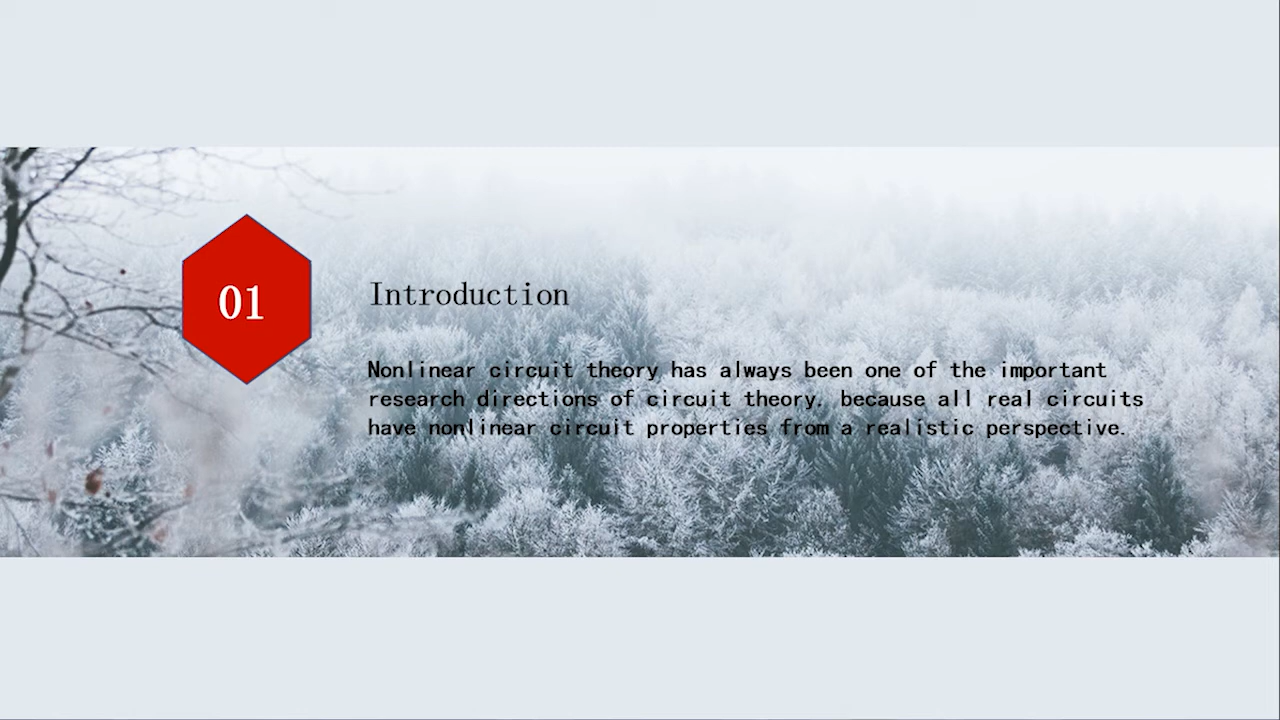 01
Introduction
Nonlinear circuit theory has always been one of the important
research directions of circuit theory, because all real circuits
have nonlinear circuit properties from a realistic perspective.